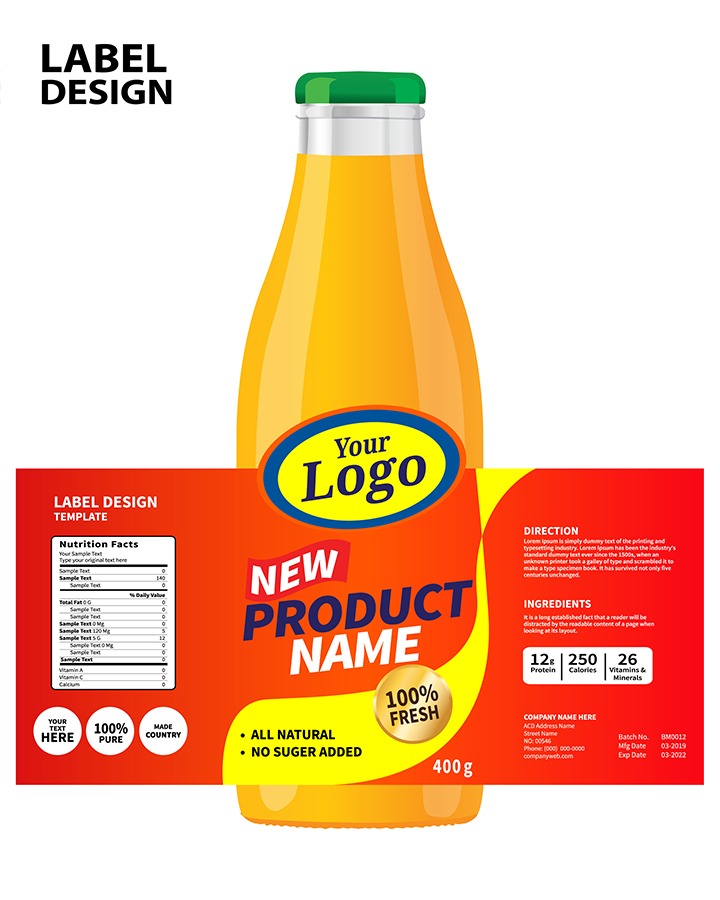 LABEL
DESIGN
Your
Logo
NEW
PRODUCT
NAME
100%
FRESH
• ALL NATURAL
• NO SUGER ADDED
400g
LABEL DESIGN
TEMPLATE
Nutrition Facts
Your Sample Text
Type your original text here
Sample Text 0
Sample Text 140
Sample Text 0
% Daily Value
Total Fat 0 G 0
Sample Text 0
Sample Text 0
Sample Text 0 Mg 0
Sample Text 120 Mg 5
Sample Text 5 G 12
Sample Text 0 Mg 0
Sample Text 0
Sample Text 0
Vitamin A 0
Vitamin C 0
Calcium 0
YOUR
TEXT
HERE
100%
PURE
MADE
COUNTRY
DIRECTION
Lorem Ipsum is simply dummy text of the printing and
typesetting industry. Lorem Ipsum has been the industry's
standard dummy text ever since the 1500s, when an
unknown printer took a galley of type and scrambled it to
make a type specimen book. It has survived not only five
centuries unchanged.
INGREDIENTS
It is a long established fact that a reader will be
distracted by the readable content of a page when
looking at its layout.
12g
Protein
250
Calories
26
Vitamins &
Minerals
COMPANY NAME HERE
ACD Address Name
Street Name
NO: 00546
Phone: (000) 000-0000
companyweb.com
Batch No. BM0012
Mfg Date 03-2019
Exp Date 03-2022